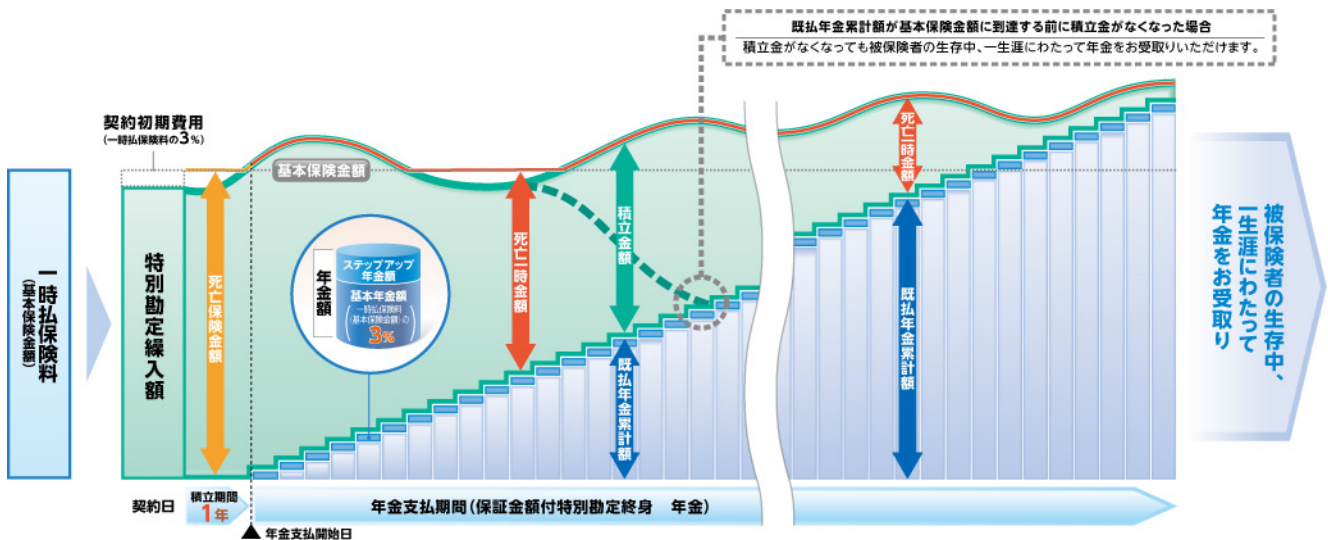 既払年金累計額が基本保険金額に到達する前に積立金がなくなった場合
積立金がなくなっても被保険者の生存中、一生涯にわたって年金をお受取りいただけます。
契約初期費用
(一時払保険料の3%)
基本保険金額
一時払保険料
(基本保険金額)
特別勘定繰入額
死亡保険金額
年金額
ステップアップ
年金額
基本年金額
(一時払保険料
(基本保険金額)の
3%)
死亡一時金額
積立金額
既払年金累計額
死亡一時金額
既払年金累計額
被保険者の生存中、
一生涯にわたって
年金をお受取り
契約日
積立期間
1年
年金支払期間(保証金額付特別勘定終身 年金)
▲ 年金支払開始日